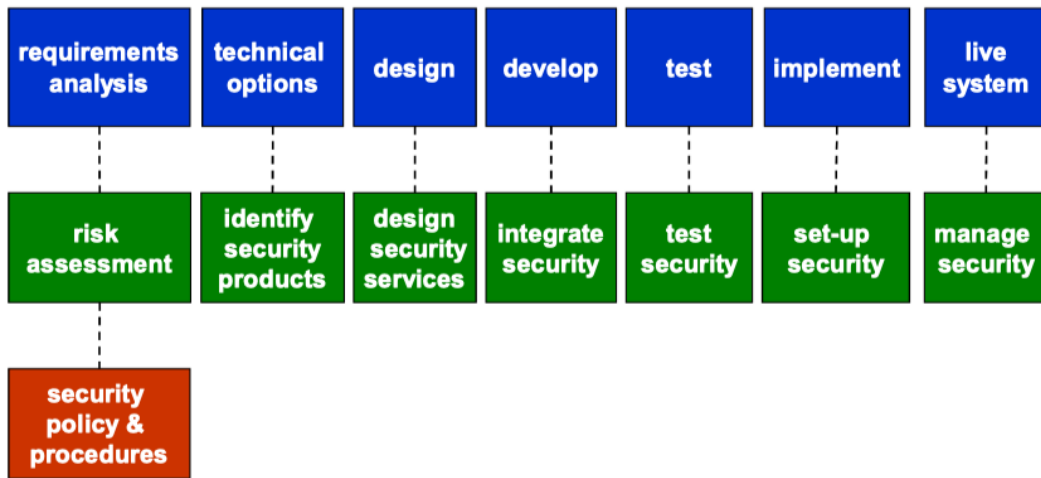 requirements
analysis
technical
options
design
develop
test
implement
live
system
risk
assessment
identify
security
products
design
security
services
integrate
security
test
security
set-up
security
manage
security
security
policy &
procedures